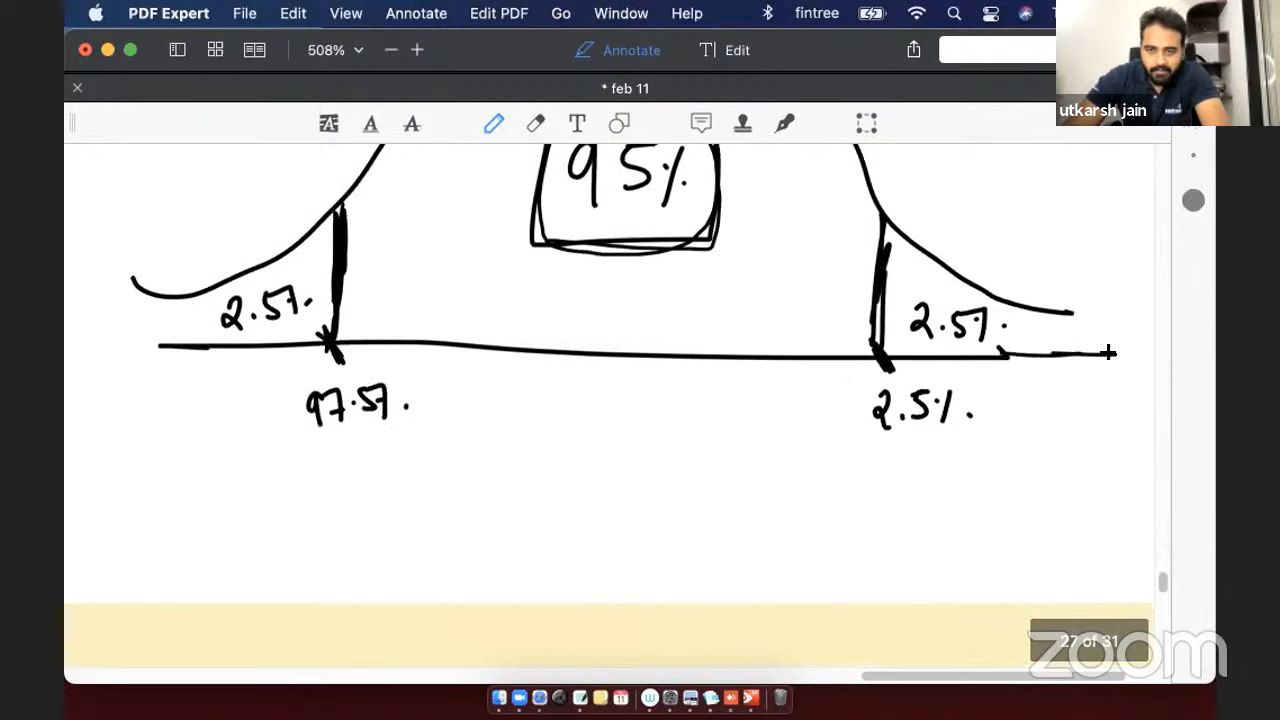 PDF Expert File Edit View Annotate Edit PDF Go Window Help fintree
508% Annotate T| Edit
* feb 11
utkarsh jain
95%
2.5%.
2.5%.
97.5%.
2.5%.
27 of 31
zoom